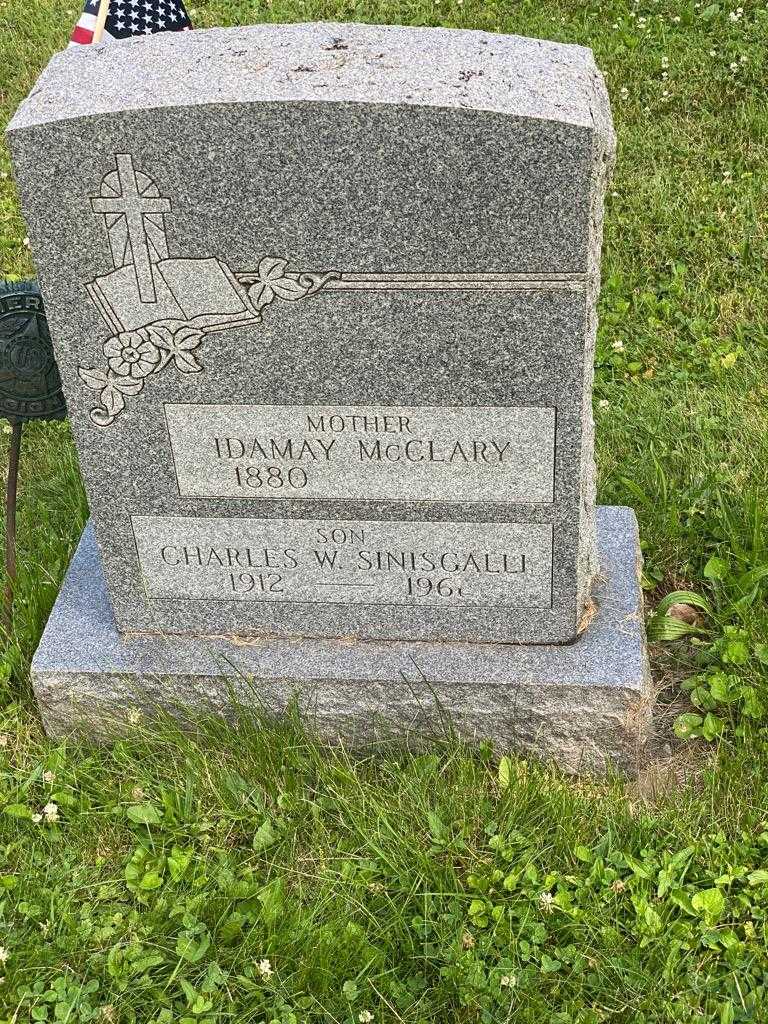 MOTHER
IDAMAY McCLARY
1880
SON
CHARLES W. SINISGALLI
1912 —